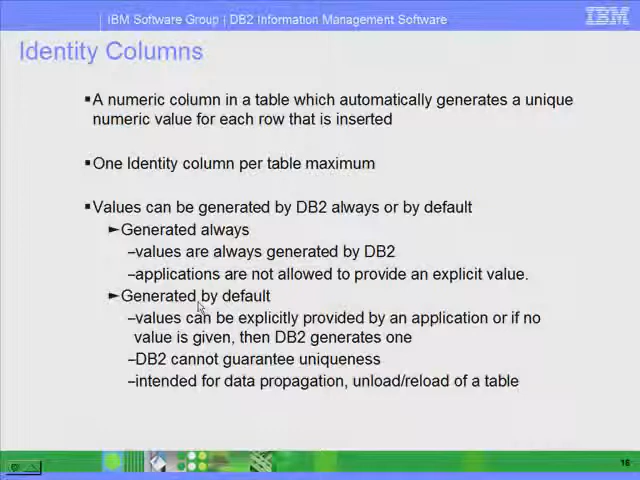 IBM Software Group | DB2 Information Management Software
IBM
Identity Columns
▪A numeric column in a table which automatically generates a unique
numeric value for each row that is inserted
▪One Identity column per table maximum
▪Values can be generated by DB2 always or by default
►Generated always
–values are always generated by DB2
–applications are not allowed to provide an explicit value.
►Generated by default
–values can be explicitly provided by an application or if no
value is given, then DB2 generates one
–DB2 cannot guarantee uniqueness
–intended for data propagation, unload/reload of a table
16